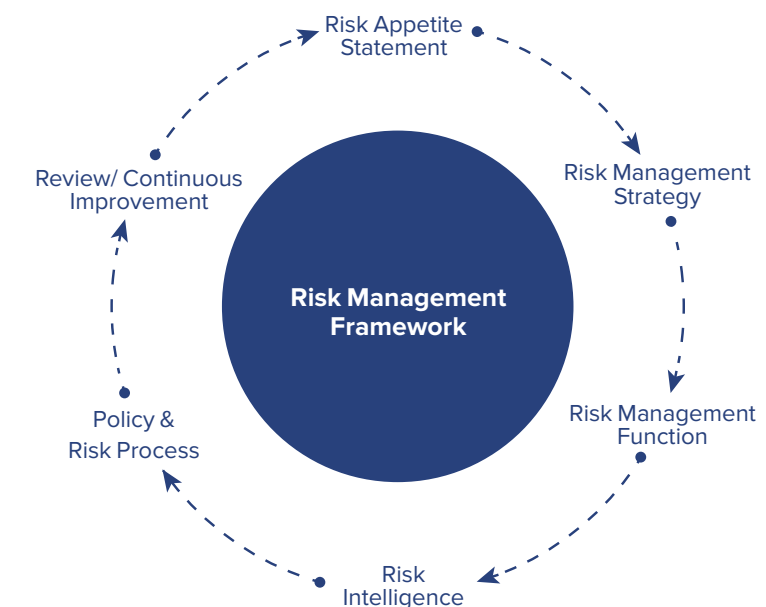 Risk Appetite
Statement
Risk Management
Strategy
Risk Management
Function
Risk
Intelligence
Policy &
Risk Process
Review/ Continuous
Improvement
Risk Management
Framework